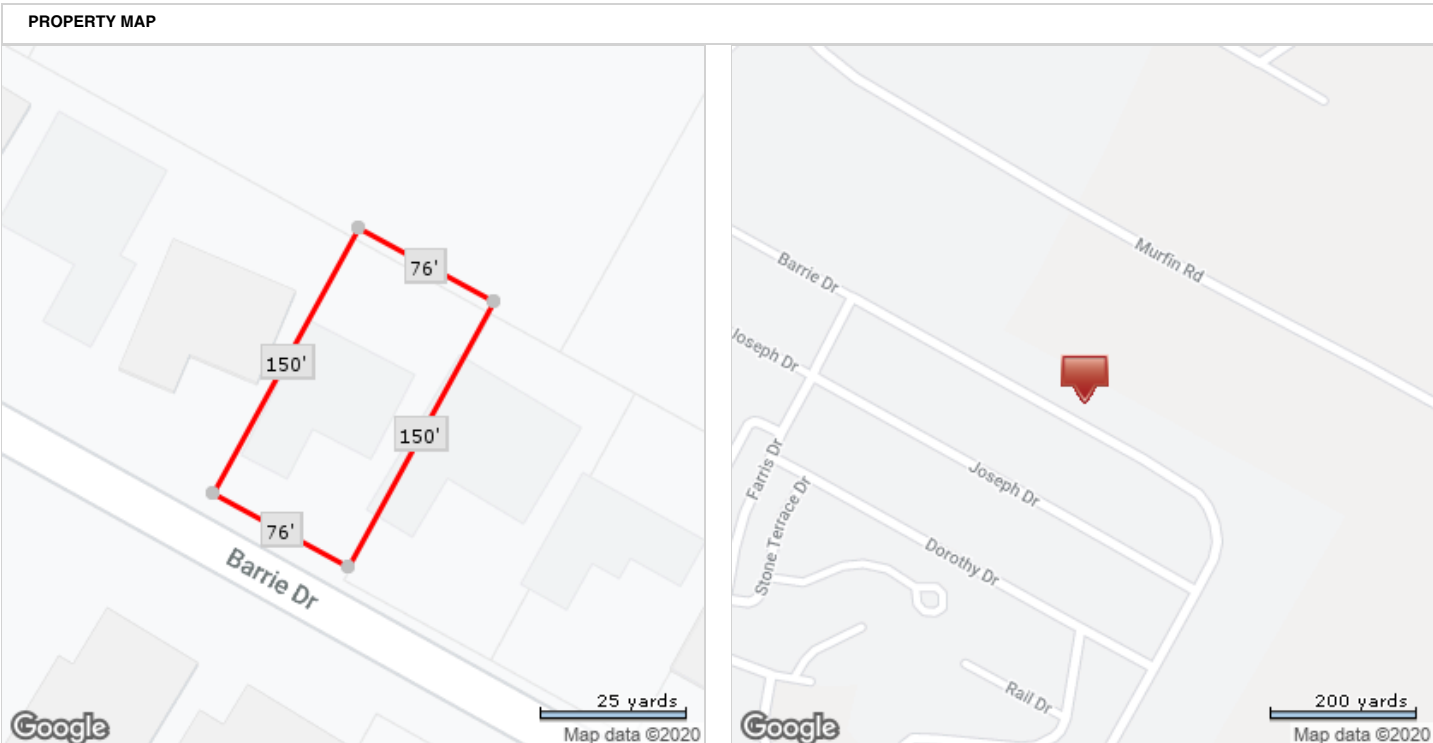 PROPERTY MAP
76'
150'
150'
76'
Barrie Dr
25 yards
Google
Map data ©2020
Murfin Rd
Barrie Dr
Joseph Dr
Farris Dr
Joseph Dr
Stone Terrace Dr
Dorothy Dr
Rail Dr
200 yards
Google
Map data ©2020